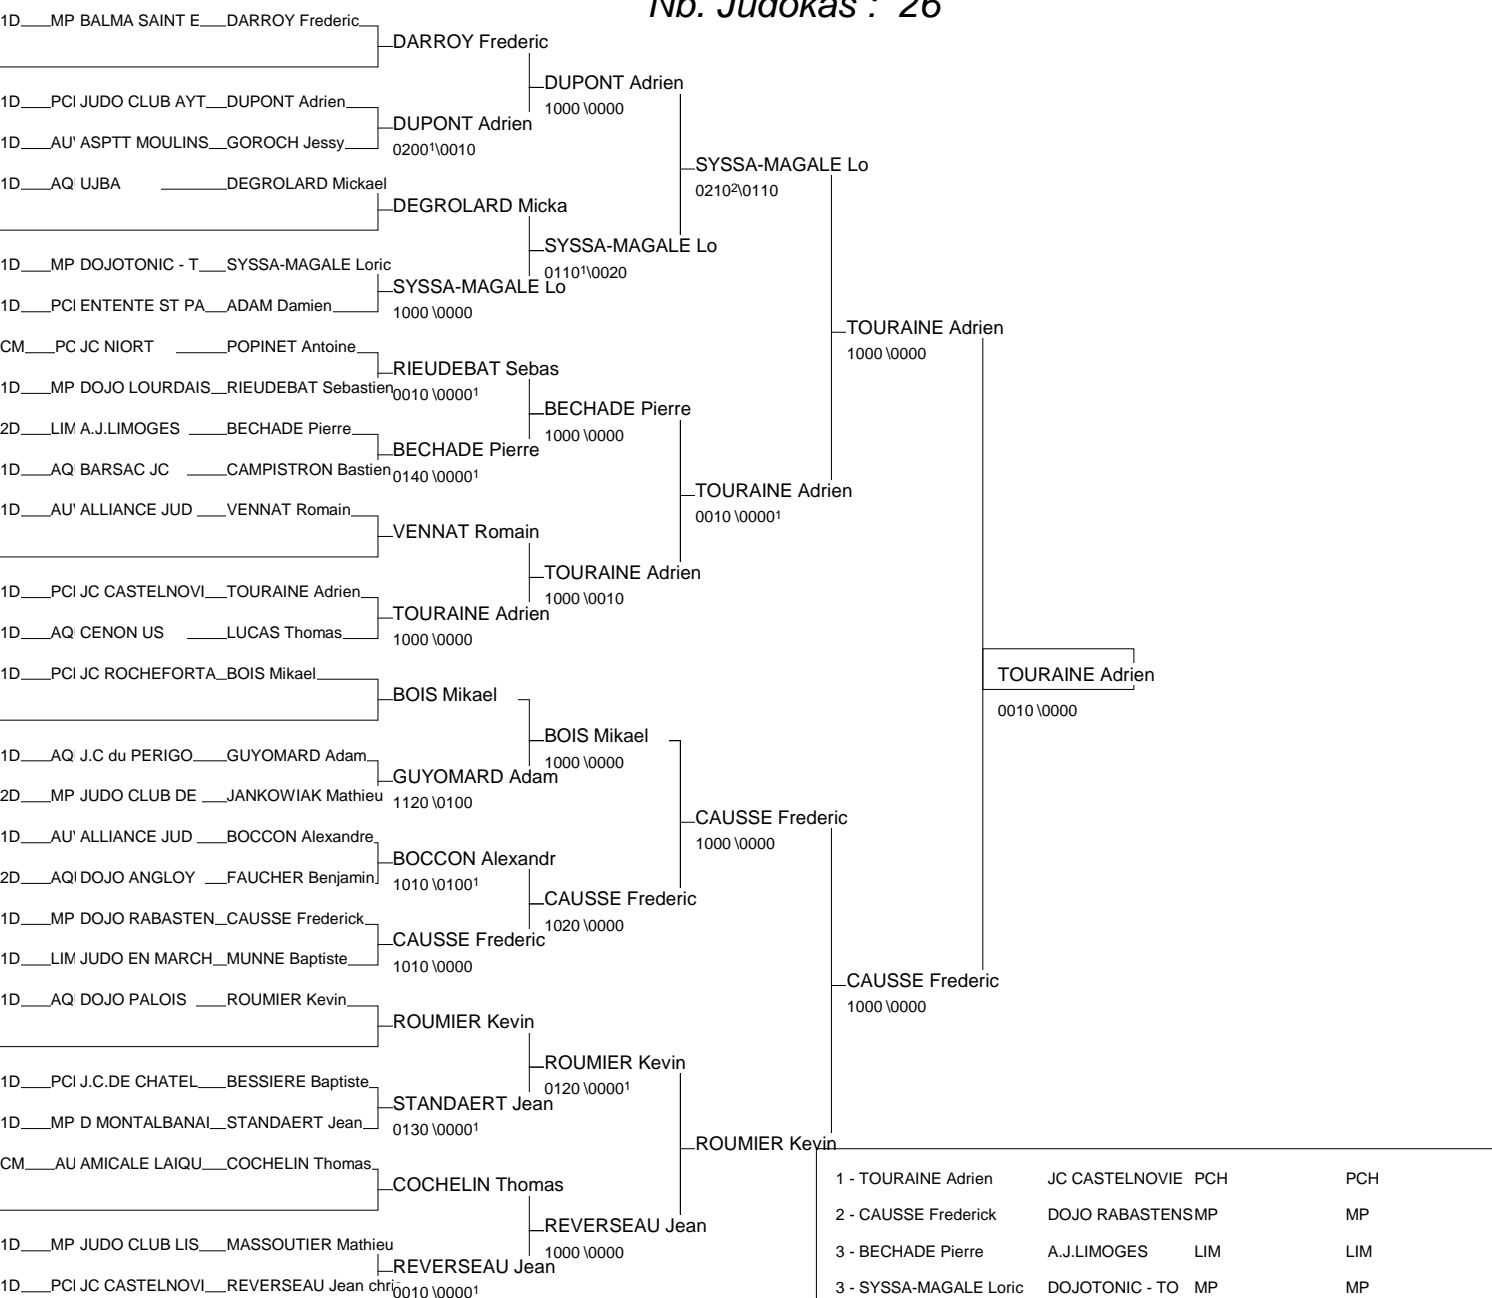 Nb. Judokas : 26
1D MP BALMA SAINT E DARROY Frederic
DARROY Frederic
DUPONT Adrien
1000 \0000
1D PCI JUDO CLUB AYT DUPONT Adrien
DUPONT Adrien
0200¹\0010
1D AU' ASPTT MOULINS GOROCH Jessy
SYSSA-MAGALE Lo
0210²\0110
1D AQ UJBA DEGROLARD Mickael
DEGROLARD Micka
SYSSA-MAGALE Lo
0110¹\0020
1D MP DOJOTONIC - T SYSSA-MAGALE Loric
SYSSA-MAGALE Lo
1000 \0000
1D PCI ENTENTE ST PA ADAM Damien
TOURAINE Adrien
1000 \0000
CM PC JC NIORT POPINET Antoine
RIEUDEBAT Sebas
0010 \0000¹
1D MP DOJO LOURDAIS RIEUDEBAT Sebastien
BECHADE Pierre
1000 \0000
2D LIM A.J.LIMOGES BECHADE Pierre
BECHADE Pierre
0140 \0000¹
1D AQ BARSAC JC CAMPISTRON Bastien
TOURAINE Adrien
0010 \0000¹
1D AU' ALLIANCE JUD VENNAT Romain
VENNAT Romain
TOURAINE Adrien
1000 \0010
1D PCI JC CASTELNOVI TOURAINE Adrien
TOURAINE Adrien
1000 \0000
1D AQ CENON US LUCAS Thomas
TOURAINE Adrien
0010 \0000
1D PCI JC ROCHEFORTA BOIS Mikael
BOIS Mikael
BOIS Mikael
1000 \0000
1D AQ J.C du PERIGO GUYOMARD Adam
GUYOMARD Adam
1120 \0100
2D MP JUDO CLUB DE JANKOWIAK Mathieu
CAUSSE Frederic
1000 \0000
1D AU' ALLIANCE JUD BOCCON Alexandre
BOCCON Alexandr
1010 \0100¹
2D AQ DOJO ANGLOY FAUCHER Benjamin
CAUSSE Frederic
1020 \0000
1D MP DOJO RABASTEN CAUSSE Frederick
CAUSSE Frederic
1010 \0000
1D LIM JUDO EN MARCH MUNNE Baptiste
CAUSSE Frederic
1000 \0000
1D AQ DOJO PALOIS ROUMIER Kevin
ROUMIER Kevin
ROUMIER Kevin
0120 \0000¹
1D PCI J.C.DE CHATEL BESSIERE Baptiste
STANDAERT Jean
0130 \0000¹
1D MP D MONTALBANAI STANDAERT Jean
ROUMIER Kevin
CM AU AMICALE LAIQU COCHELIN Thomas
COCHELIN Thomas
REVERSEAU Jean
1000 \0000
1D MP JUDO CLUB LIS MASSOUTIER Mathieu
REVERSEAU Jean
0010 \0000¹
1D PCI JC CASTELNOVI REVERSEAU Jean chri
1 - TOURAINE Adrien JC CASTELNOVIE PCH PCH
2 - CAUSSE Frederick DOJO RABASTENS MP MP
3 - BECHADE Pierre A.J.LIMOGES LIM LIM
3 - SYSSA-MAGALE Loric DOJOTONIC - TO MP MP